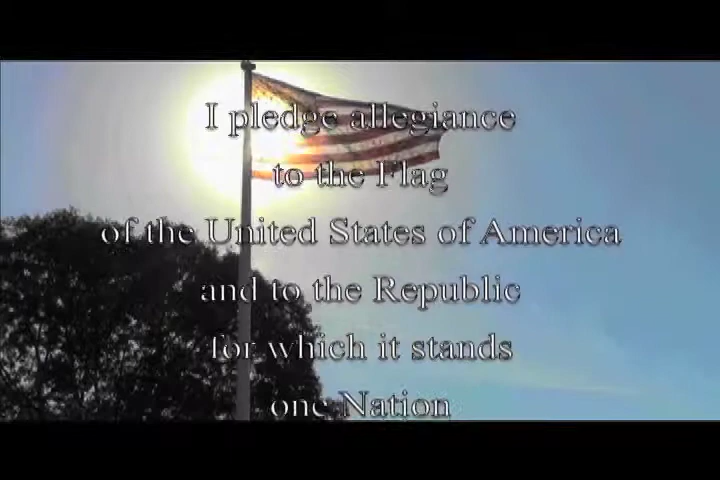 I pledge allegiance
to the Flag
of the United States of America
and to the Republic
for which it stands
one Nation